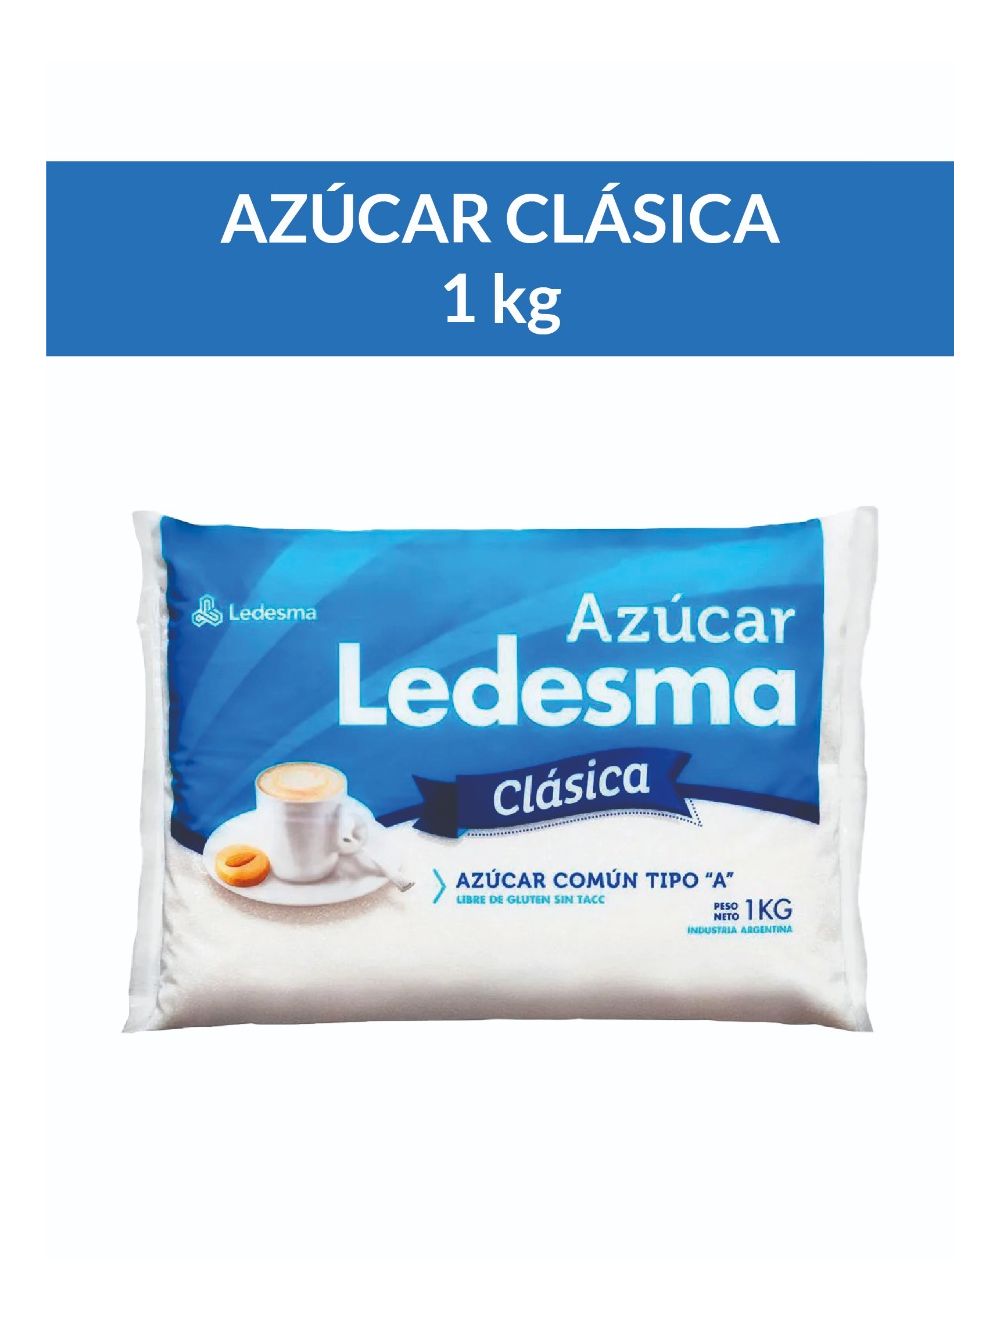 AZÚCAR CLÁSICA
1 kg
Ledesma
Azúcar
Ledesma
Clásica
AZÚCAR COMÚN TIPO “A”
LIBRE DE GLUTEN SIN TACC
PESO NETO 1KG
INDUSTRIA ARGENTINA